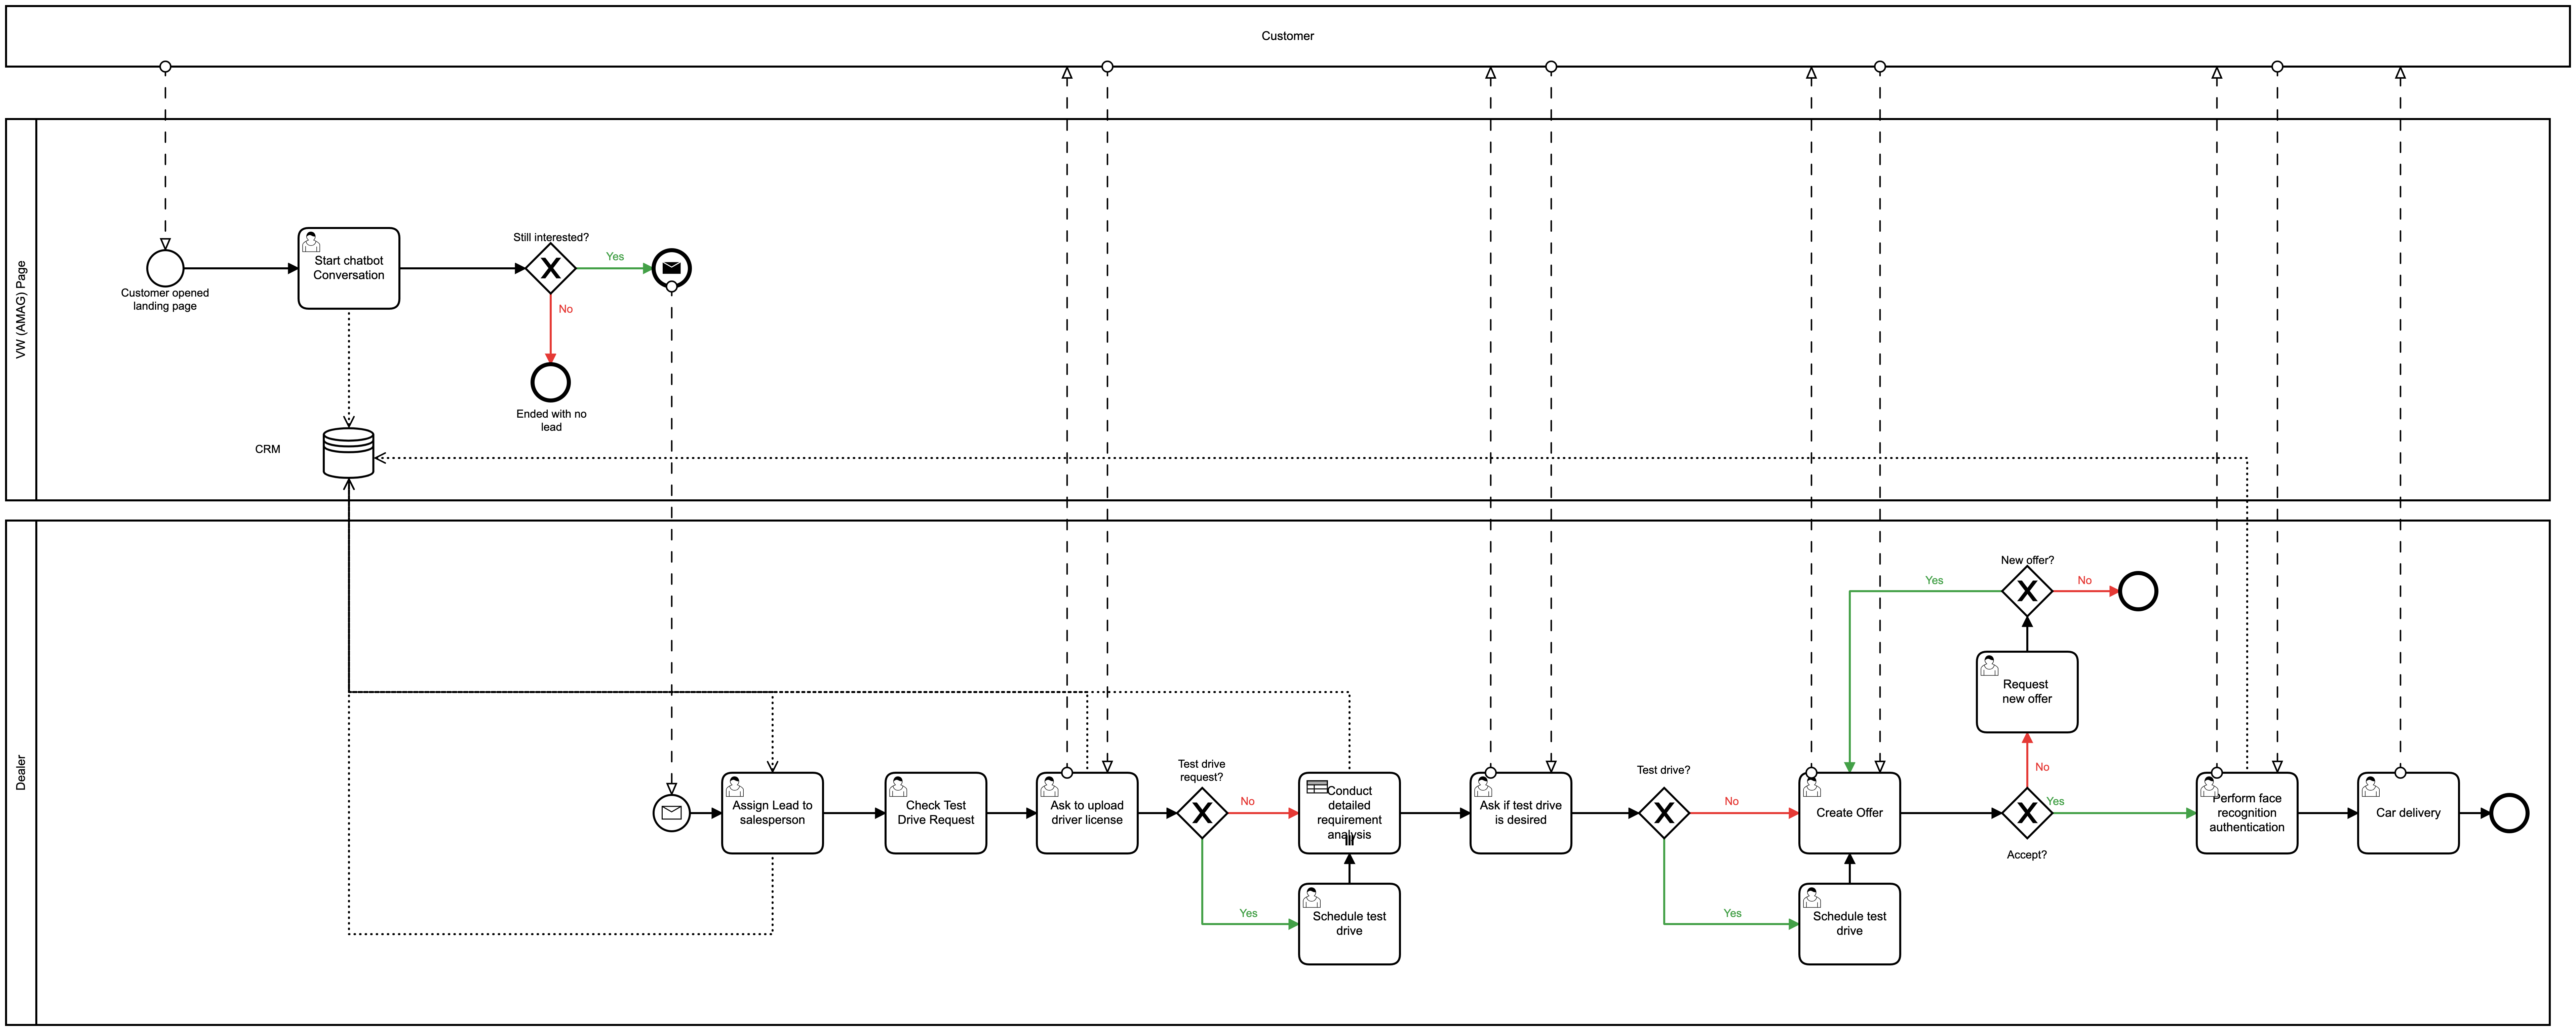 Customer
VW (AMAG) Page
Customer opened
landing page
Start chatbot
Conversation
Still interested?
Yes
No
Ended with no
lead
CRM
Dealer
Assign Lead to
salesperson
Check Test
Drive Request
Ask to upload
driver license
Test drive
request?
No
Yes
Conduct
detailed
requirement
analysis
Schedule test
drive
Ask if test drive
is desired
Test drive?
No
Yes
Create Offer
Schedule test
drive
Accept?
No
Yes
Request
new offer
New offer?
Yes
No
Perform face
recognition
authentication
Car delivery